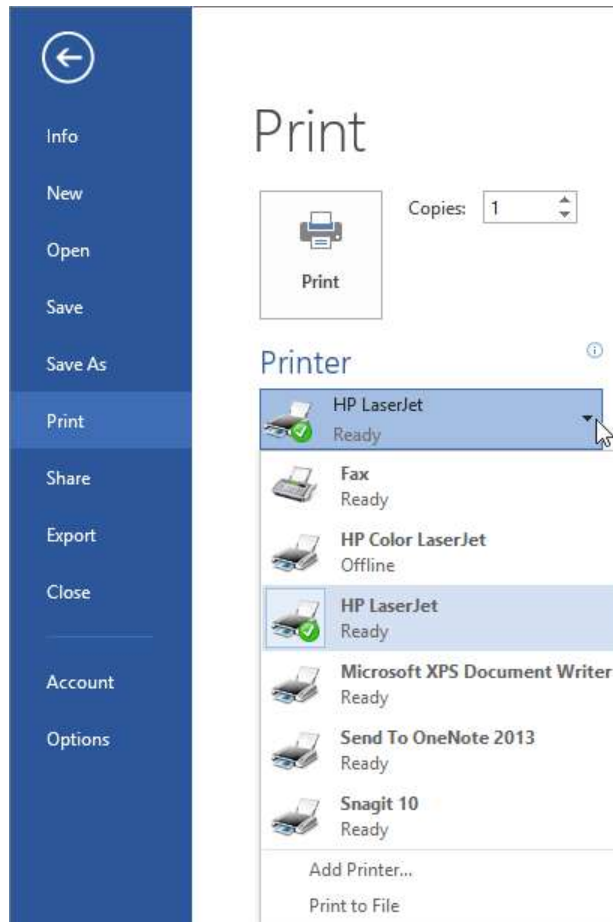 Info
New
Open
Save
Save As
Print
Share
Export
Close
Account
Options
Print
Copies: 1
Print
Printer
HP LaserJet
Ready
Fax
Ready
HP Color LaserJet
Offline
HP LaserJet
Ready
Microsoft XPS Document Writer
Ready
Send To OneNote 2013
Ready
Snagit 10
Ready
Add Printer...
Print to File